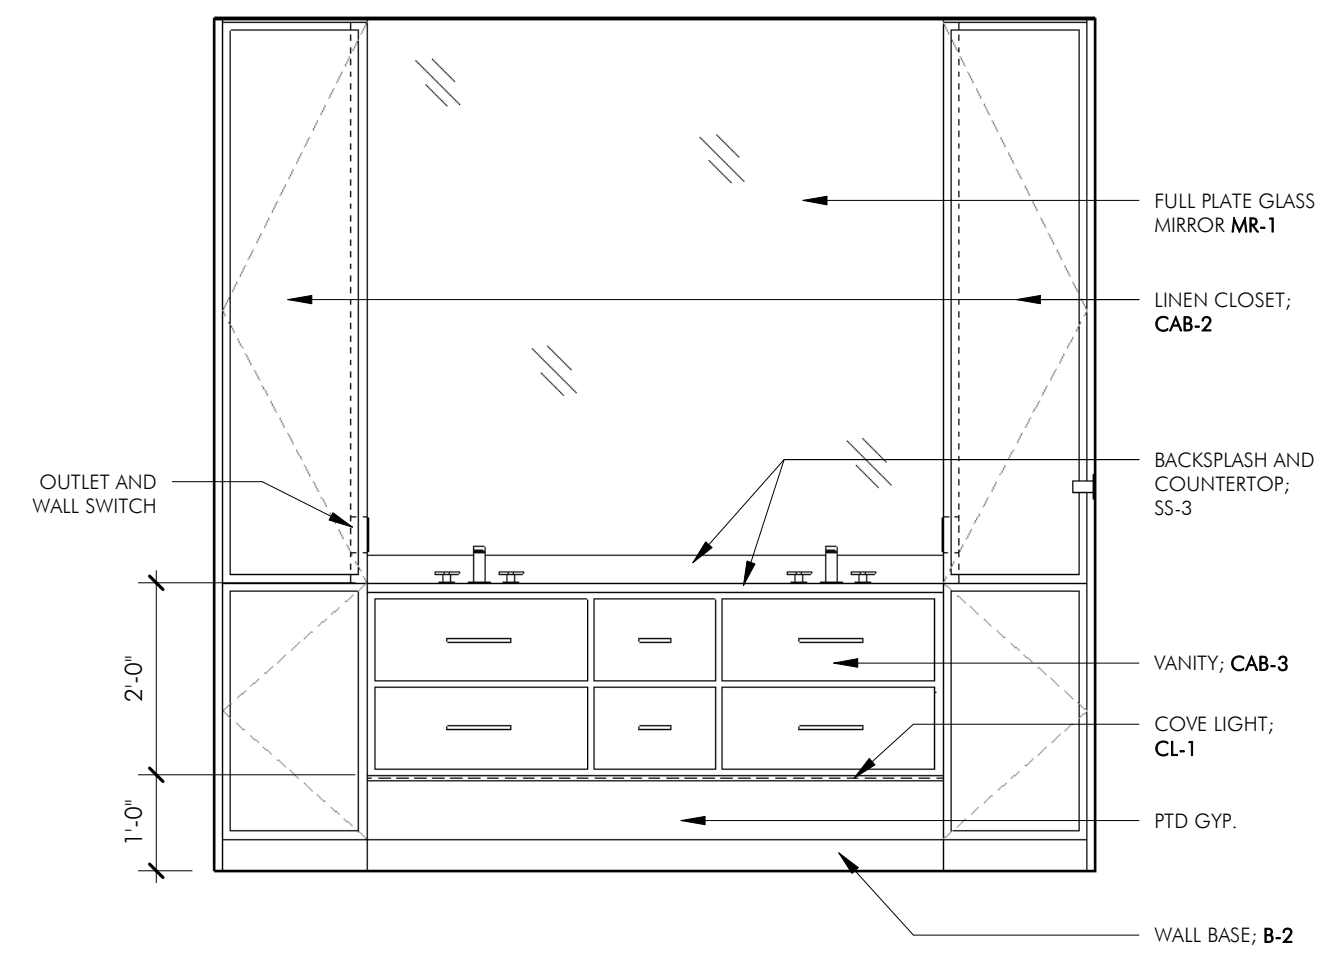 FULL PLATE GLASS
MIRROR MR-1
LINEN CLOSET;
CAB-2
OUTLET AND
WALL SWITCH
BACKSPLASH AND
COUNTERTOP;
SS-3
2'-0"
VANITY; CAB-3
COVE LIGHT;
CL-1
1'-0"
PTD GYP.
WALL BASE; B-2